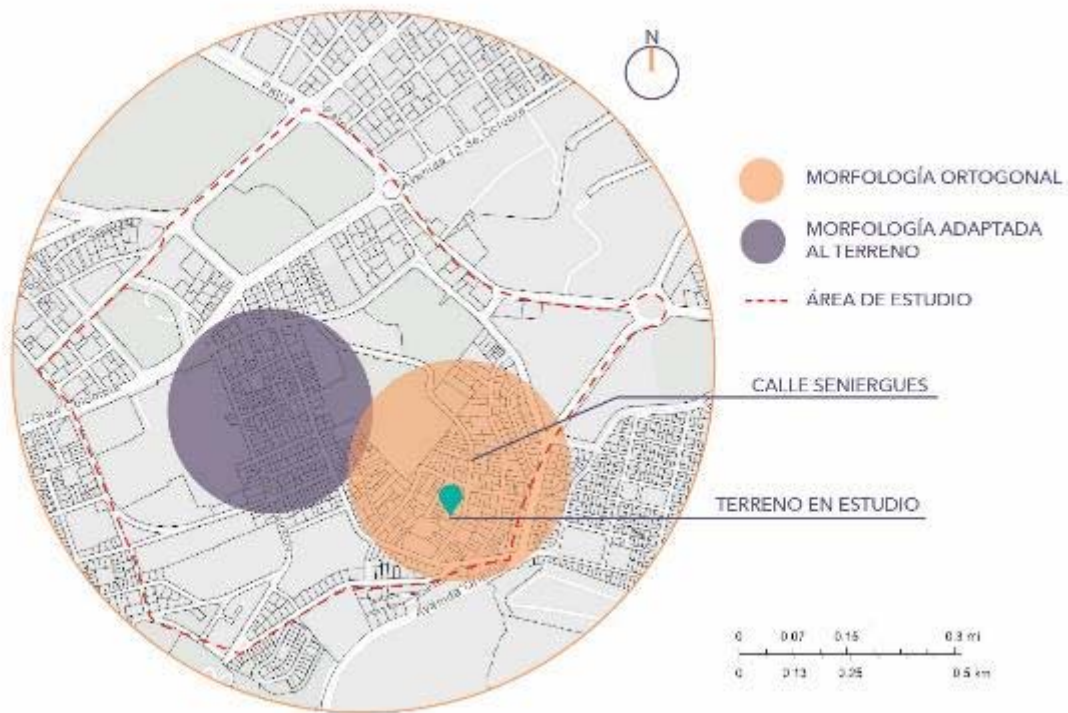 N
Patria
Avenida 12 de Octubre
MORFOLOGÍA ORTOGONAL
MORFOLOGÍA ADAPTADA
AL TERRENO
ÁREA DE ESTUDIO
CALLE SENIERGUES
TERRENO EN ESTUDIO
0 0.07 0.15 0.3 mi
0 0.13 0.25 0.5 km